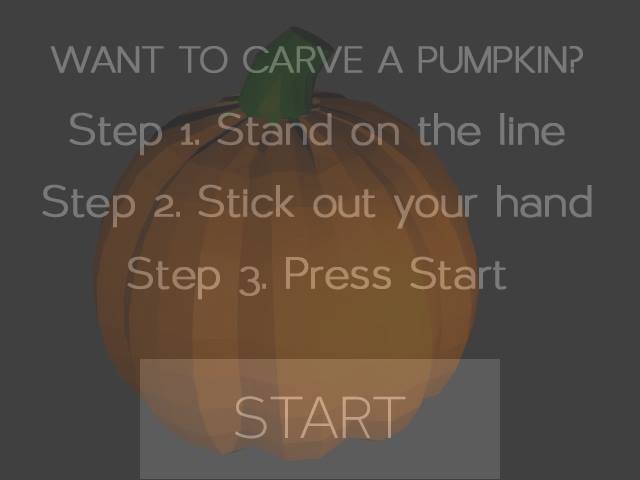 WANT TO CARVE A PUMPKIN?
Step 1. Stand on the line
Step 2. Stick out your hand
Step 3. Press Start
START